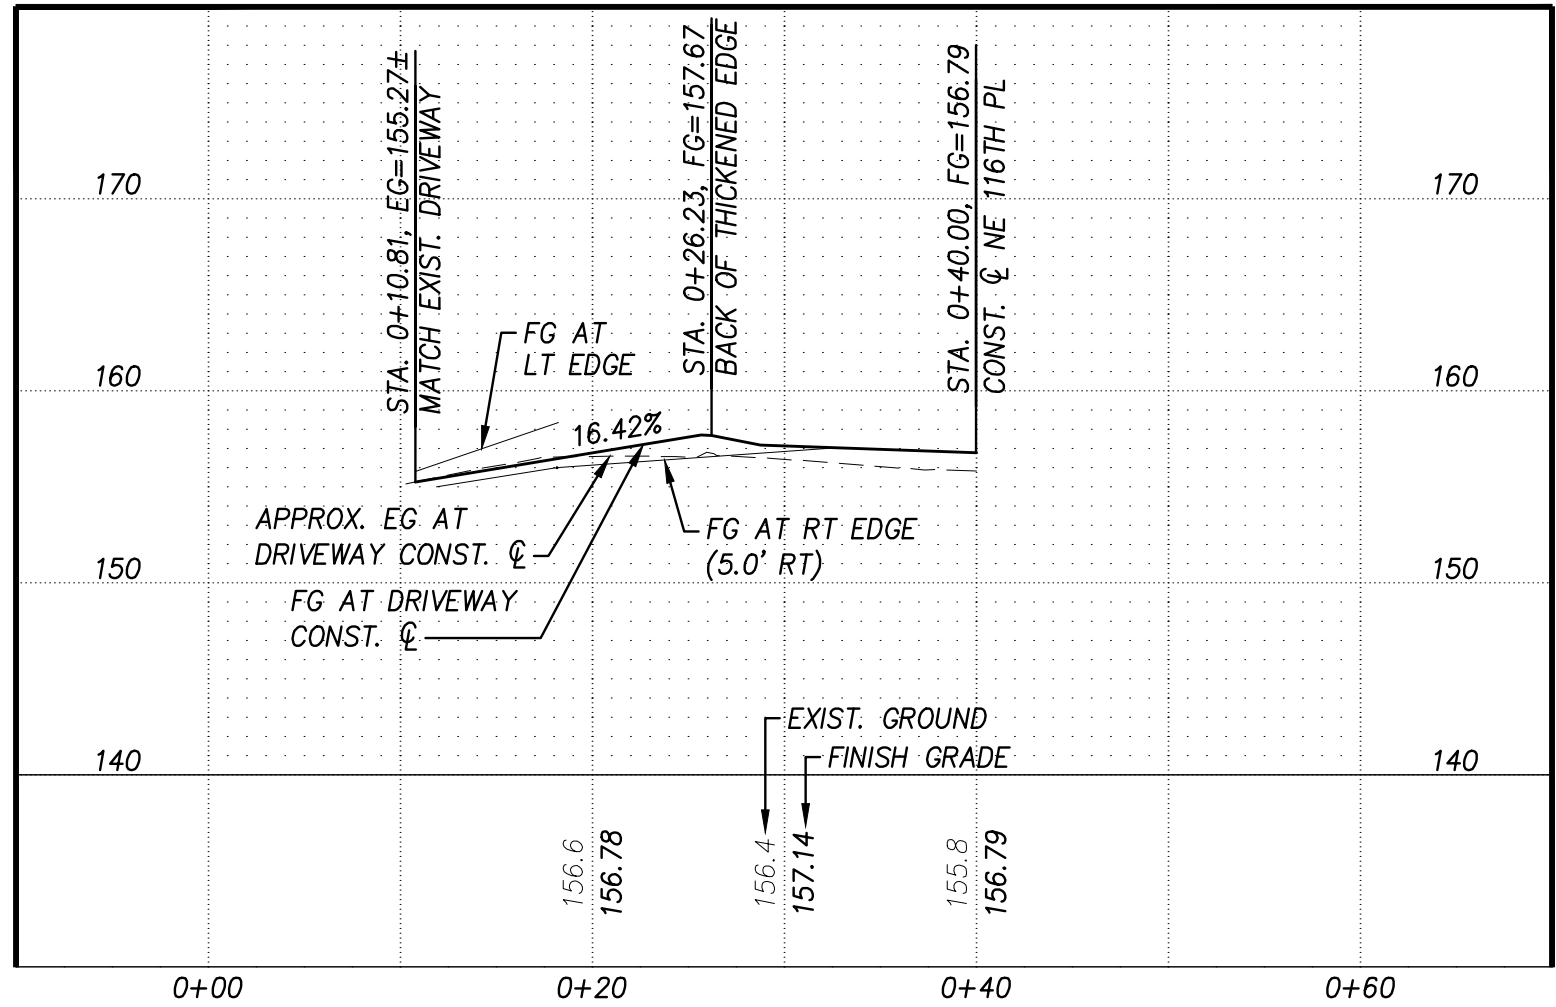 STA. 0+10.81, EG=155.27±
MATCH EXIST. DRIVEWAY
STA. 0+26.23, FG=157.67
BACK OF THICKENED EDGE
STA. 0+40.00, FG=156.79
CONST. ℄ NE 116TH PL
170
170
160
160
FG AT
LT EDGE
16.42%
APPROX. EG AT
DRIVEWAY CONST. ℄
FG AT RT EDGE
(5.0' RT)
150
150
FG AT DRIVEWAY
CONST. ℄
EXIST. GROUND
FINISH GRADE
140
140
156.6
156.78
156.4
157.14
155.8
156.79
0+00
0+20
0+40
0+60